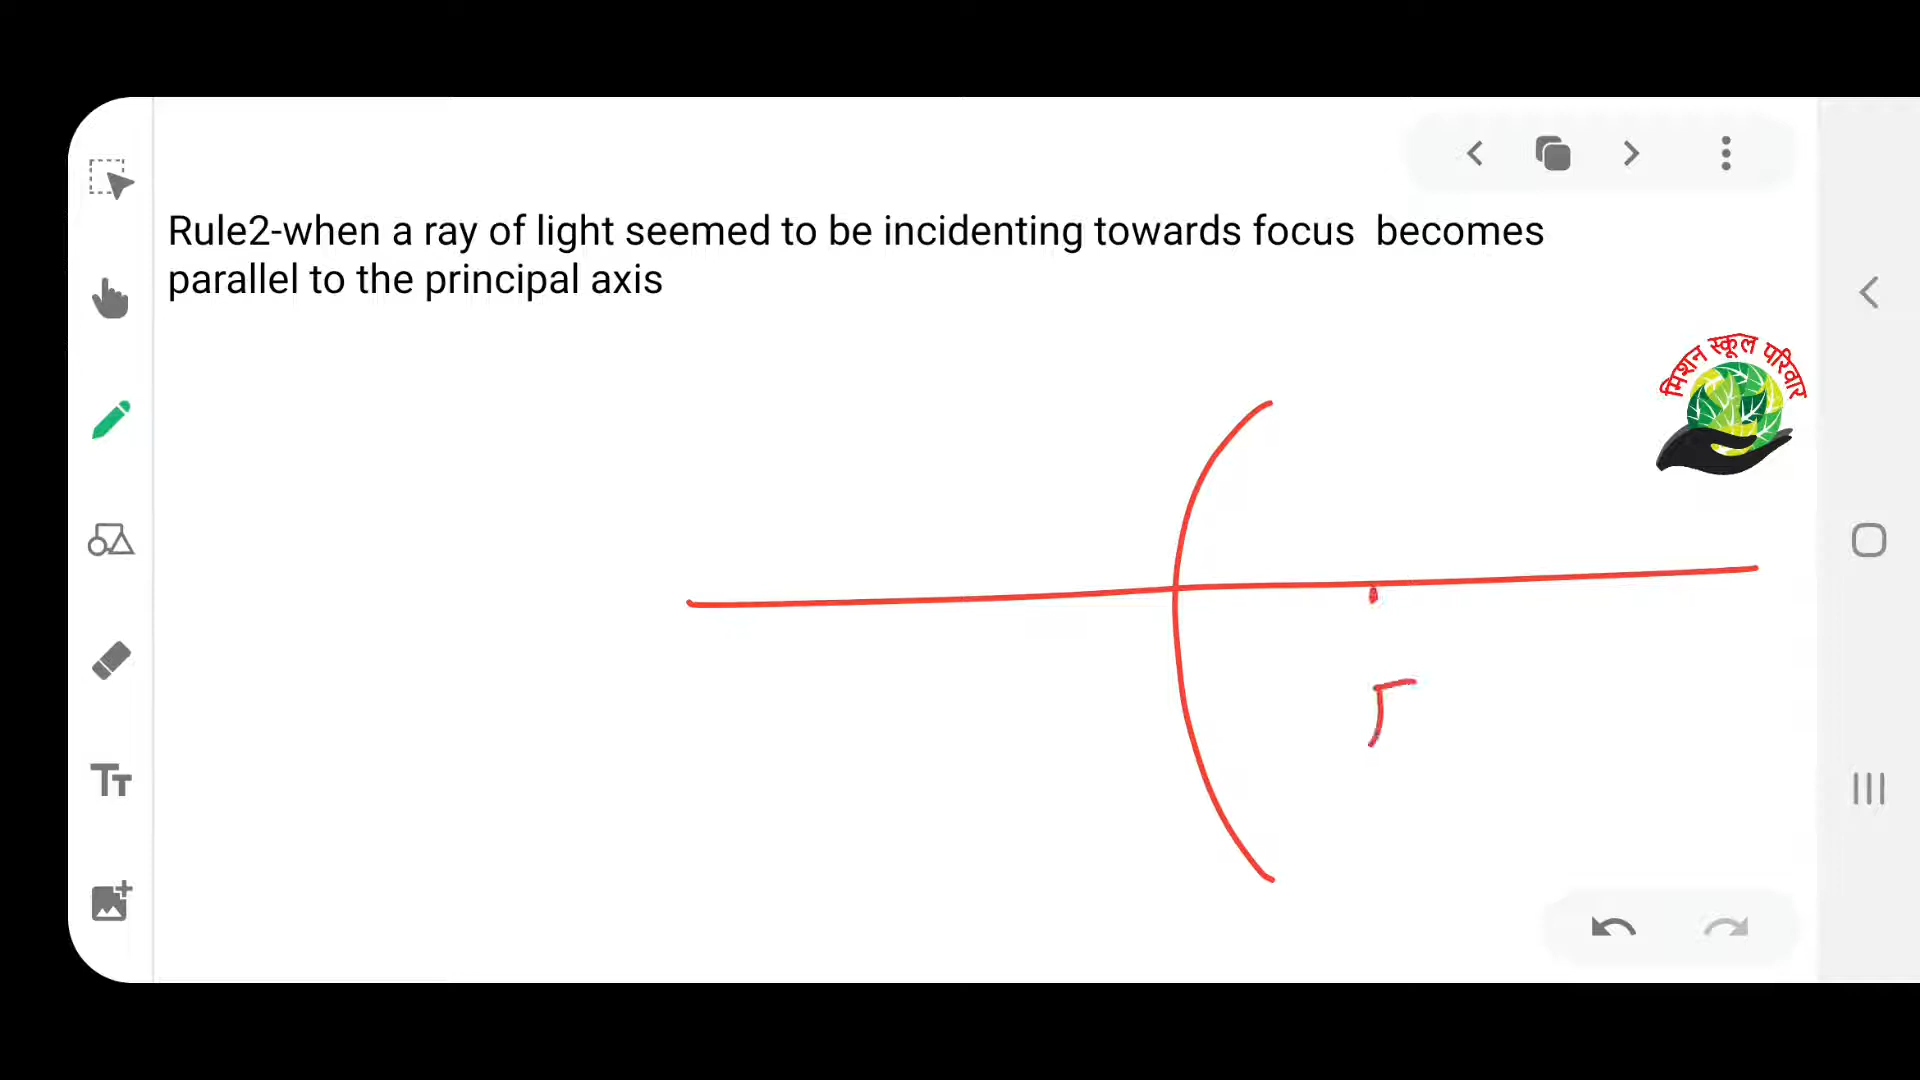 Rule2-when a ray of light seemed to be incidenting towards focus becomes
parallel to the principal axis
मिशन स्कूल परिवार